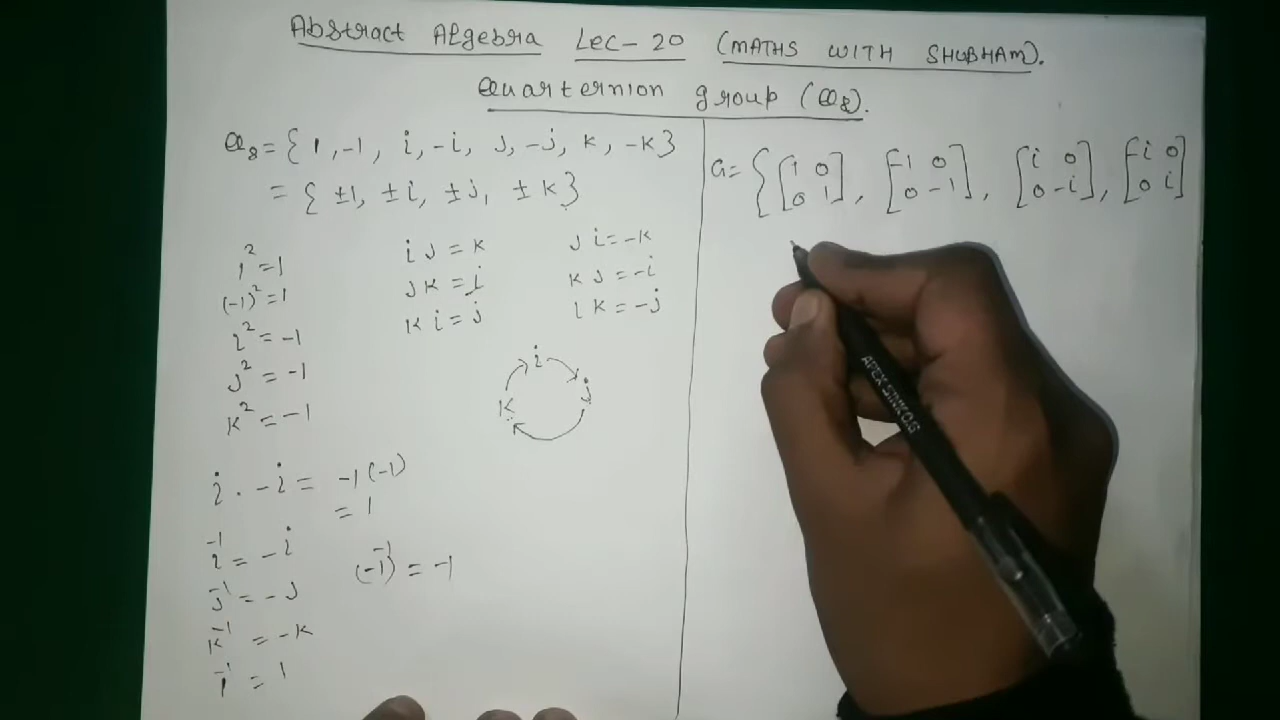 Abstract Algebra Lec-20 (MATHS WITH SHUBHAM).
Quarternion group (Q₈).
Q₈ = {1, -1, i, -i, j, -j, k, -k}
= {±1, ±i, ±j, ±k}
1² = 1
(-1)² = 1
i² = -1
j² = -1
k² = -1
ij = k
jk = i
ki = j
ji = -k
kj = -i
ik = -j
i
j
k
i · -i = -1(-1)
= 1
i⁻¹ = -i
j⁻¹ = -j
k⁻¹ = -k
1⁻¹ = 1
(-1)⁻¹ = -1
G = { [1 0], [-1 0], [i 0], [-i 0]
[0 1] [0 -1] [0 -i] [0 i]
APEX SINKO.G